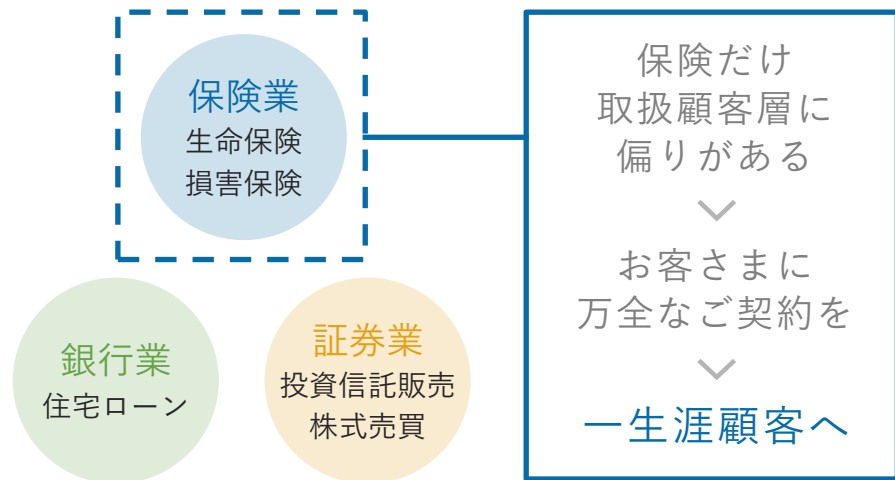 保険業
生命保険
損害保険
銀行業
住宅ローン
証券業
投資信託販売
株式売買
保険だけ
取扱顧客層に
偏りがある
お客さまに
万全なご契約を
一生涯顧客へ